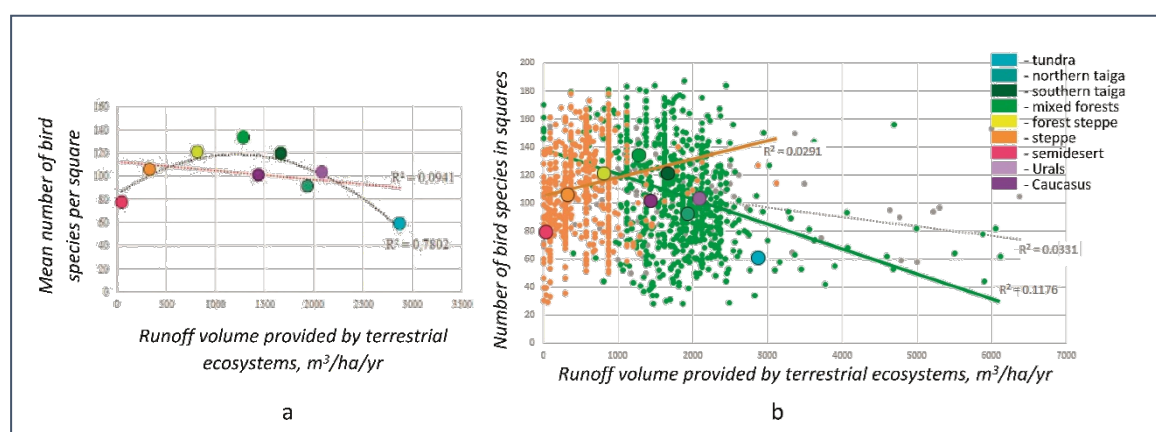 Mean number of bird
species per square
160
140
120
100
80
60
40
20
0
0 500 1000 1500 2000 2500 3000 3500
R² = 0,0941
R² = 0,7802
Runoff volume provided by terrestrial
ecosystems, m³/ha/yr
a
Number of bird species in squares
200
180
160
140
120
100
80
60
40
20
0
0 1000 2000 3000 4000 5000 6000 7000
R² = 0.0291
R² = 0.0331
R² = 0.1176
- tundra
- northern taiga
- southern taiga
- mixed forests
- forest steppe
- steppe
- semidesert
- Urals
- Caucasus
Runoff volume provided by terrestrial ecosystems, m³/ha/yr
b